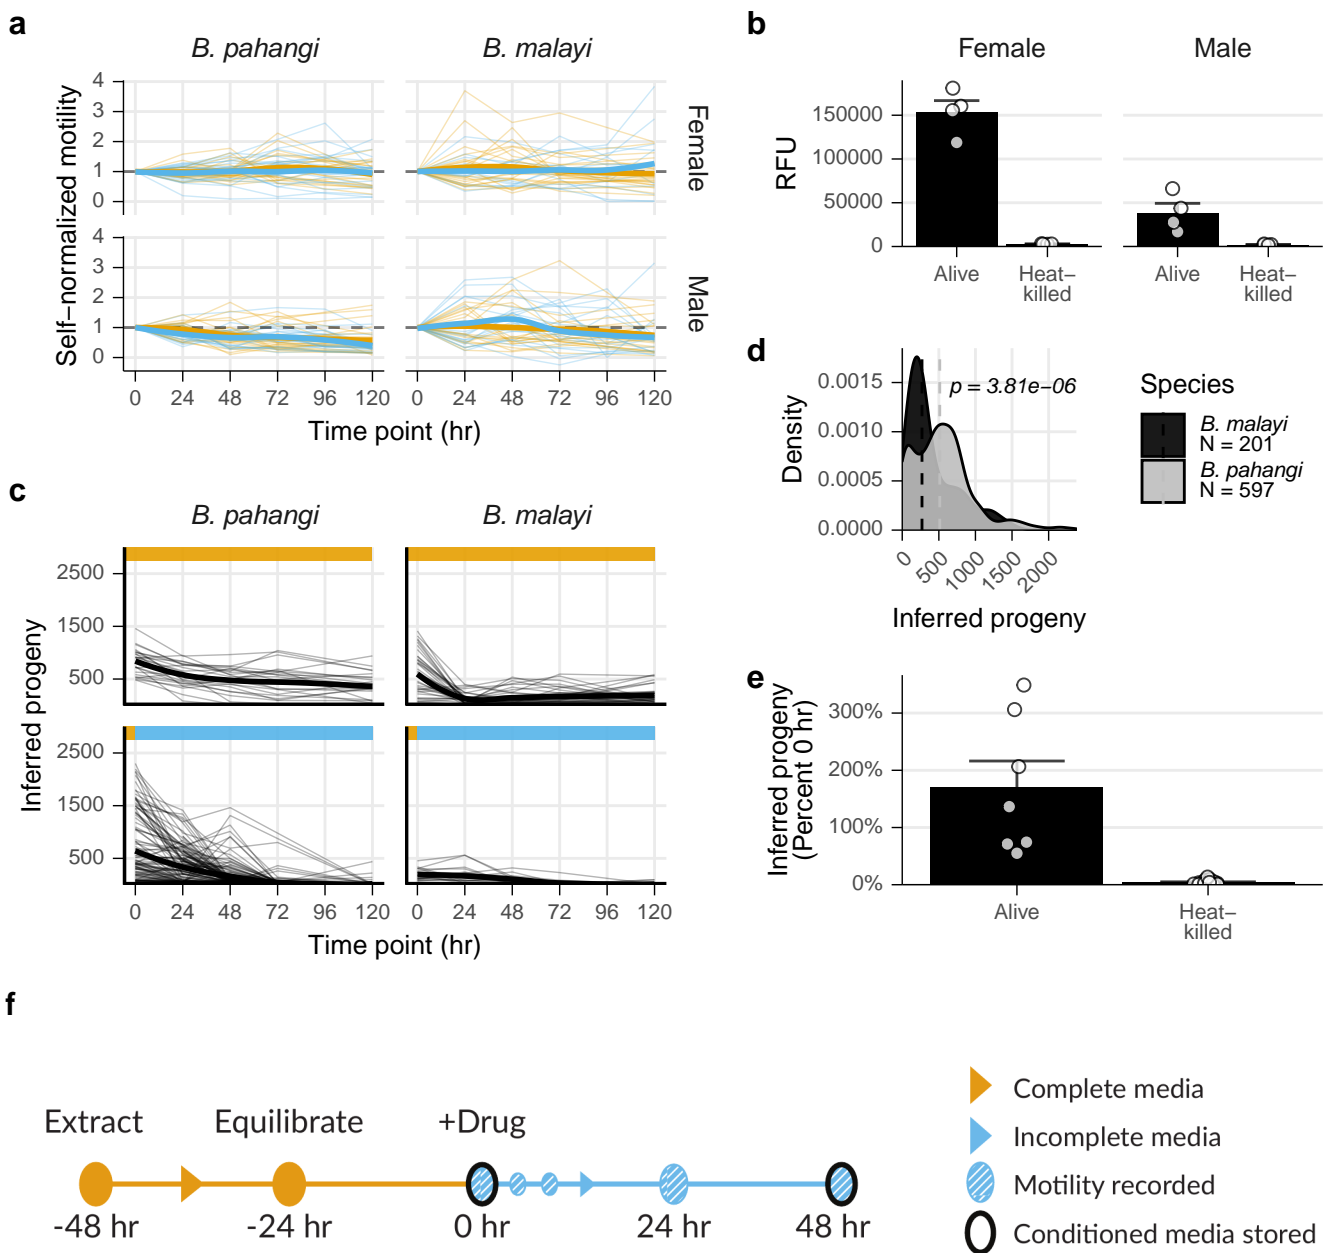 a
B. pahangi
B. malayi
Self−normalized motility
4
3
2
1
0
Female
4
3
2
1
0
Male
0
24
48
72
96
120
0
24
48
72
96
120
Time point (hr)
b
Female
Male
RFU
150000
100000
50000
0
Alive
Heat−
killed
Alive
Heat−
killed
c
B. pahangi
B. malayi
Inferred progeny
2500
1500
500
2500
1500
500
0
24
48
72
96
120
0
24
48
72
96
120
Time point (hr)
d
Density
0.0015
0.0010
0.0005
0.0000
p = 3.81e−06
0
500
1000
1500
2000
Inferred progeny
Species
B. malayi
N = 201
B. pahangi
N = 597
e
Inferred progeny
(Percent 0 hr)
300%
200%
100%
0%
Alive
Heat−
killed
f
Extract
Equilibrate
+Drug
-48 hr
-24 hr
0 hr
24 hr
48 hr
Complete media
Incomplete media
Motility recorded
Conditioned media stored